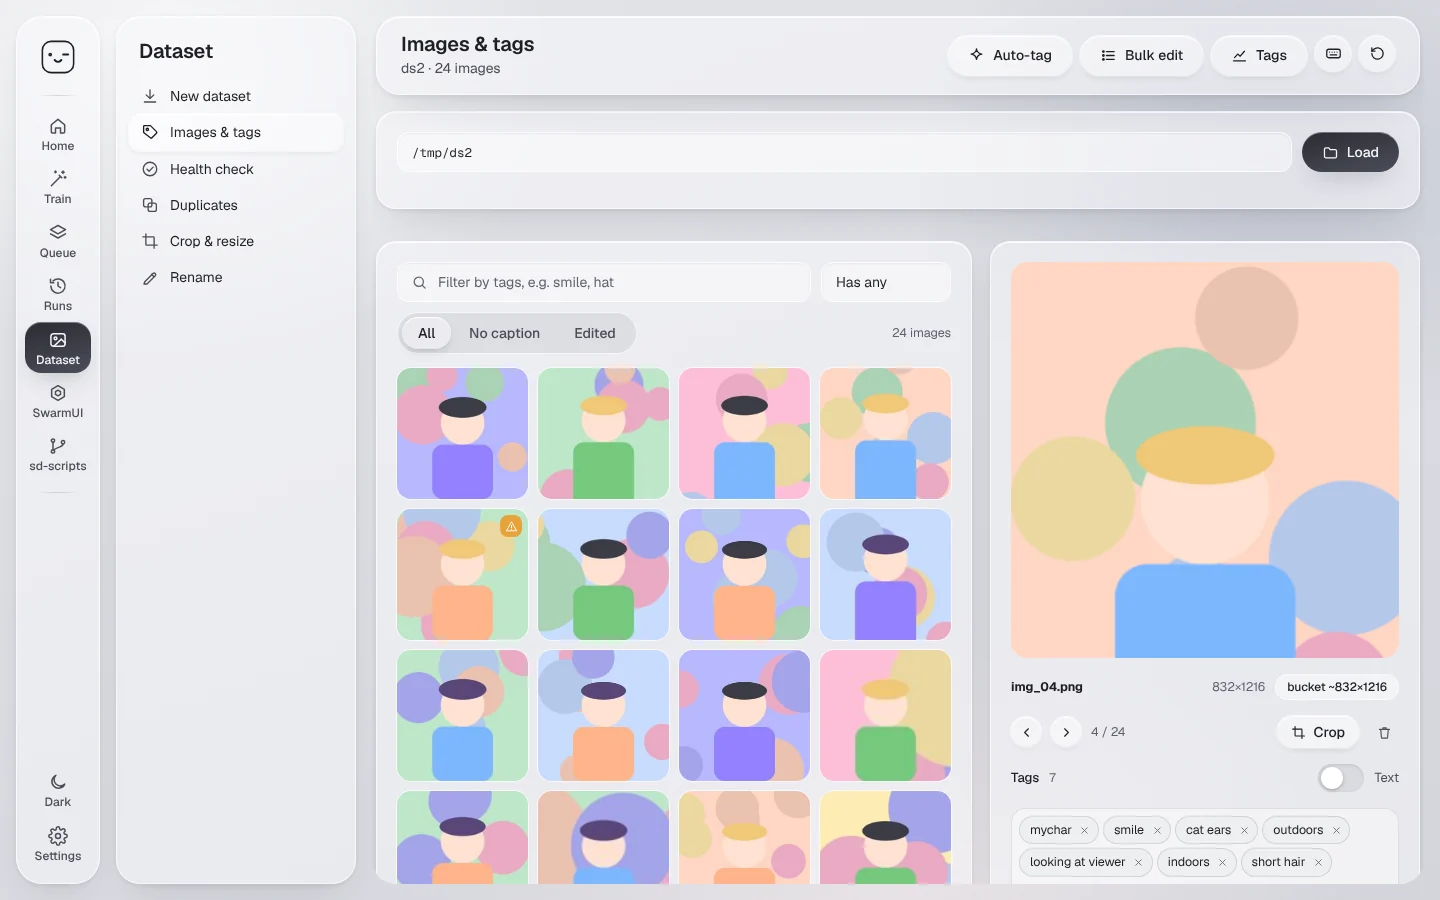 Home
Train
Queue
Runs
Dataset
SwarmUI
sd-scripts
Dark
Settings
Dataset
New dataset
Images & tags
Health check
Duplicates
Crop & resize
Rename
Images & tags
ds2 · 24 images
Auto-tag
Bulk edit
Tags
/tmp/ds2
Load
Filter by tags, e.g. smile, hat
Has any
All
No caption
Edited
24 images
img_04.png
832×1216
bucket ~832×1216
4 / 24
Crop
Tags 7
Text
mychar ×
smile ×
cat ears ×
outdoors ×
looking at viewer ×
indoors ×
short hair ×